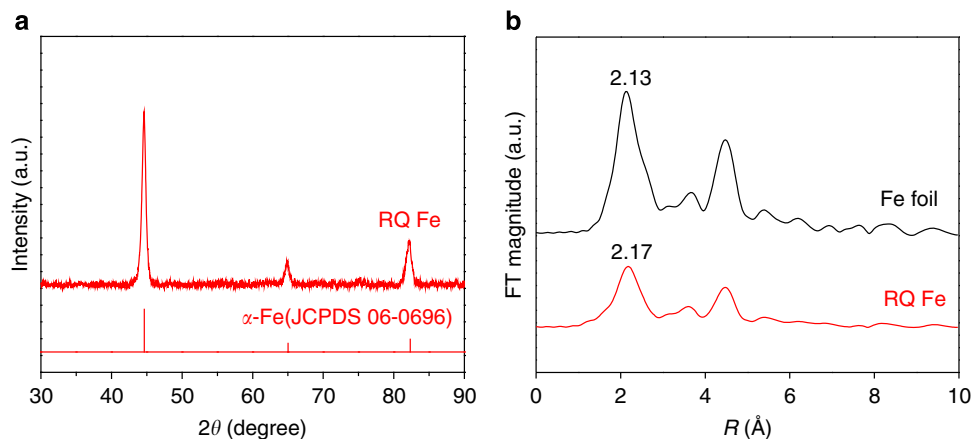 a
Intensity (a.u.)
RQ Fe
α-Fe(JCPDS 06-0696)
30 40 50 60 70 80 90
2θ (degree)
b
FT magnitude (a.u.)
2.13
Fe foil
2.17
RQ Fe
0 2 4 6 8 10
R (Å)